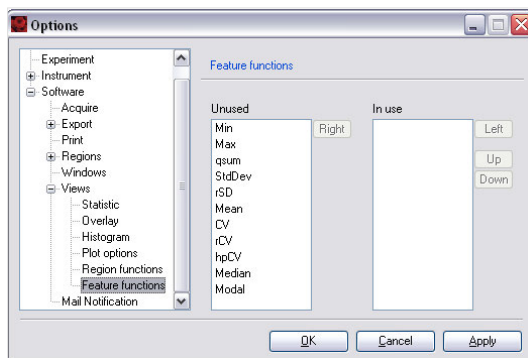 Options
Experiment
Instrument
Software
Acquire
Export
Print
Regions
Windows
Views
Statistic
Overlay
Histogram
Plot options
Region functions
Feature functions
Mail Notification
Feature functions
Unused
In use
Min
Max
qsum
StdDev
rSD
Mean
CV
rCV
hpCV
Median
Modal
Right
Left
Up
Down
OK
Cancel
Apply